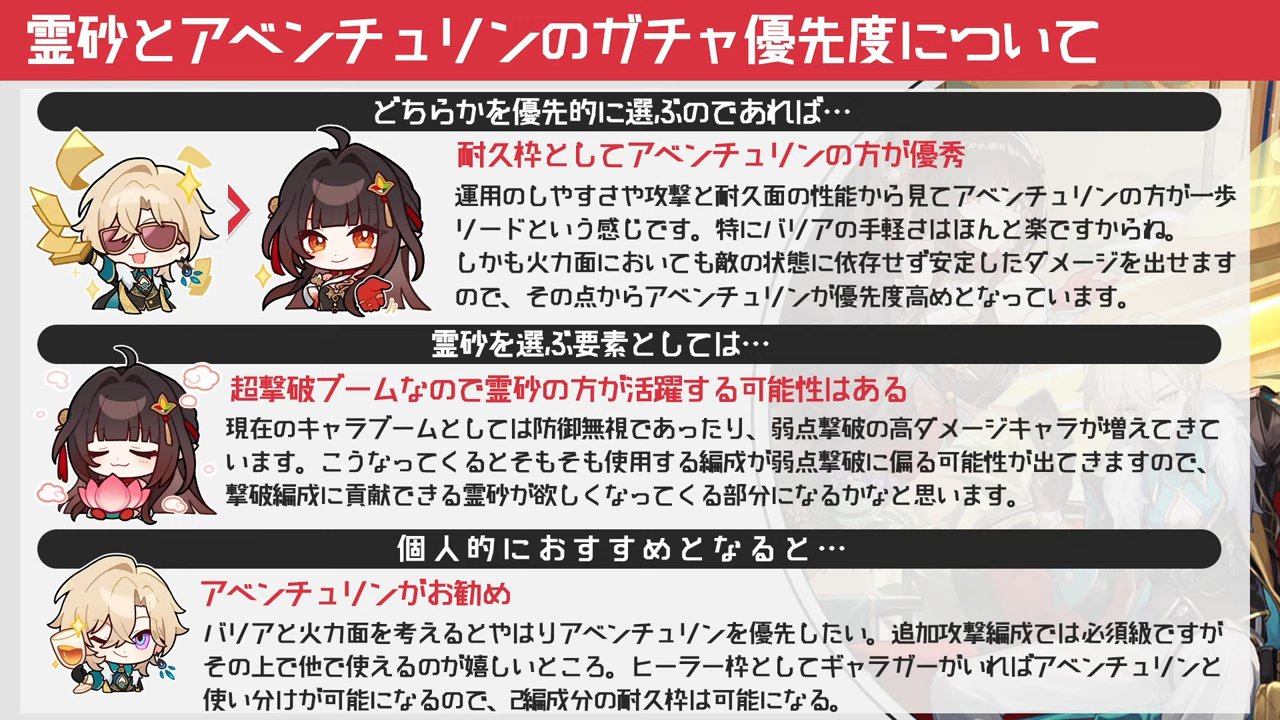 霊砂とアベンチュリンのガチャ優先度について
どちらかを優先的に選ぶのであれば…
耐久枠としてアベンチュリンの方が優秀
運用のしやすさや攻撃と耐久面の性能から見てアベンチュリンの方が一歩
リードという感じです。特にバリアの手軽さはほんと楽ですからね。
しかも火力面においても敵の状態に依存せず安定したダメージを出せます
ので、その点からアベンチュリンが優先度高めとなっています。
霊砂を選ぶ要素としては…
超撃破ブームなので霊砂の方が活躍する可能性はある
現在のキャラブームとしては防御無視であったり、弱点撃破の高ダメージキャラが増えてきて
います。こうなってくるとそもそも使用する編成が弱点撃破に偏る可能性が出てきますので、
撃破編成に貢献できる霊砂が欲しくなってくる部分になるかなと思います。
個人的におすすめとなると…
アベンチュリンがお勧め
バリアと火力面を考えるとやはりアベンチュリンを優先したい。追加攻撃編成では必須級ですが
その上で他で使えるのが嬉しいところ。ヒーラー枠としてギャラガーがいればアベンチュリンと
使い分けが可能になるので、2編成分の耐久枠は可能になる。